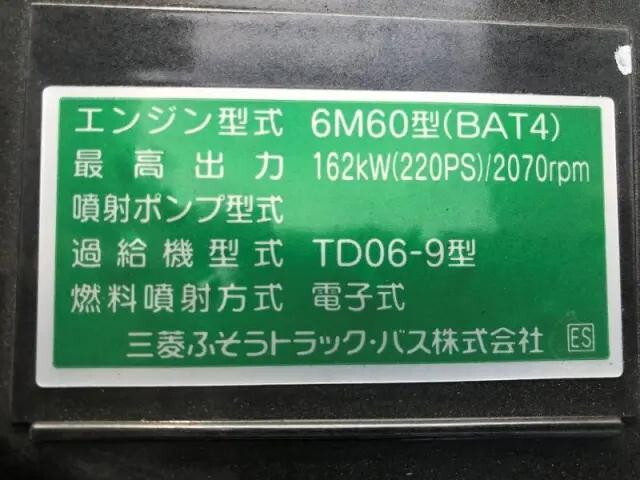 エンジン型式 6M60型(BAT4)
最高出力 162kW(220PS)/2070rpm
噴射ポンプ型式
過給機型式 TD06-9型
燃料噴射方式 電子式
三菱ふそうトラック・バス株式会社 ES